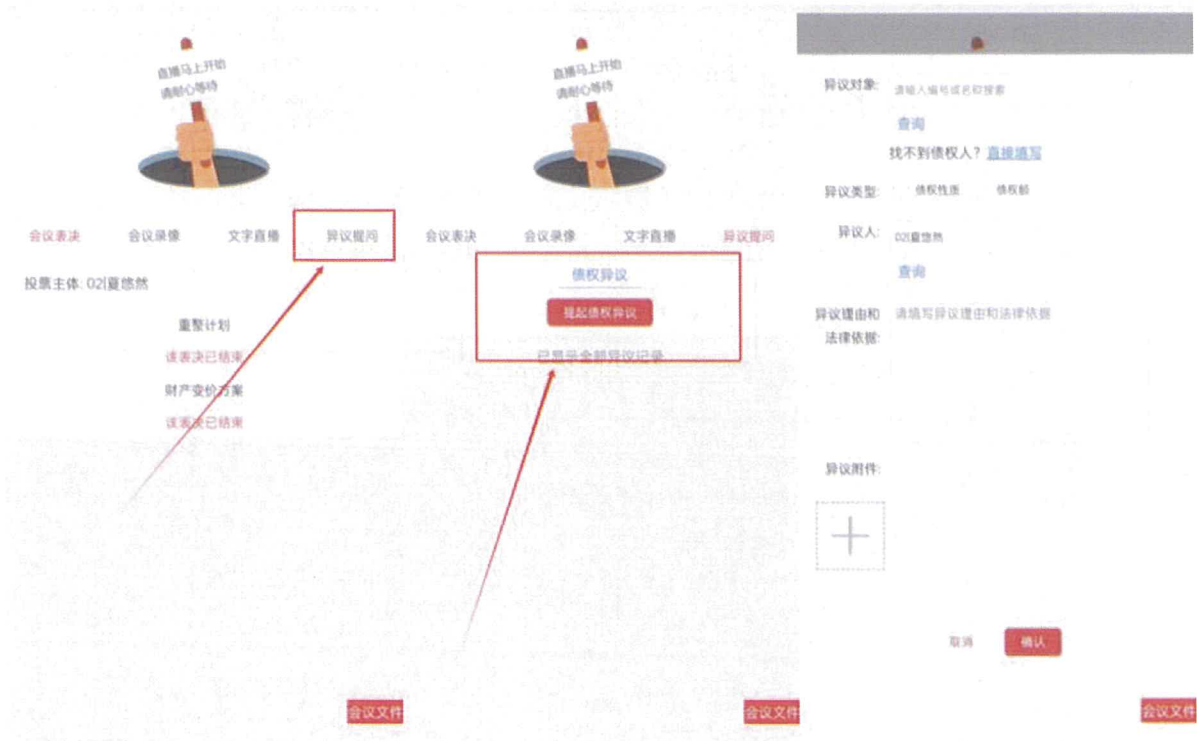 直播马上开始
请耐心等待
会议表决
会议录像
文字直播
异议提问
投票主体: 02|夏悠然
重整计划
该表决已结束
财产变价方案
该表决已结束
会议文件
直播马上开始
请耐心等待
会议表决
会议录像
文字直播
异议提问
债权异议
提起债权异议
已显示全部异议记录
会议文件
异议对象: 请输入编号或名称搜索
查询
找不到债权人? 直接填写
异议类型: 债权性质 债权额
异议人: 02|夏悠然
查询
异议理由和 请填写异议理由和法律依据
法律依据:
异议附件:
取消 确认
会议文件